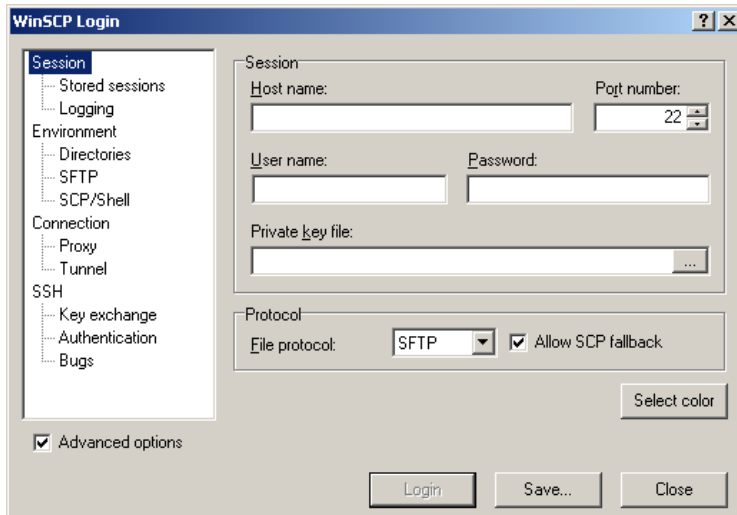 WinSCP Login
Session
Stored sessions
Logging
Environment
Directories
SFTP
SCP/Shell
Connection
Proxy
Tunnel
SSH
Key exchange
Authentication
Bugs
Advanced options
Session
Host name:
Port number:
22
User name:
Password:
Private key file:
...
Protocol
File protocol:
SFTP
Allow SCP fallback
Select color
Login
Save...
Close